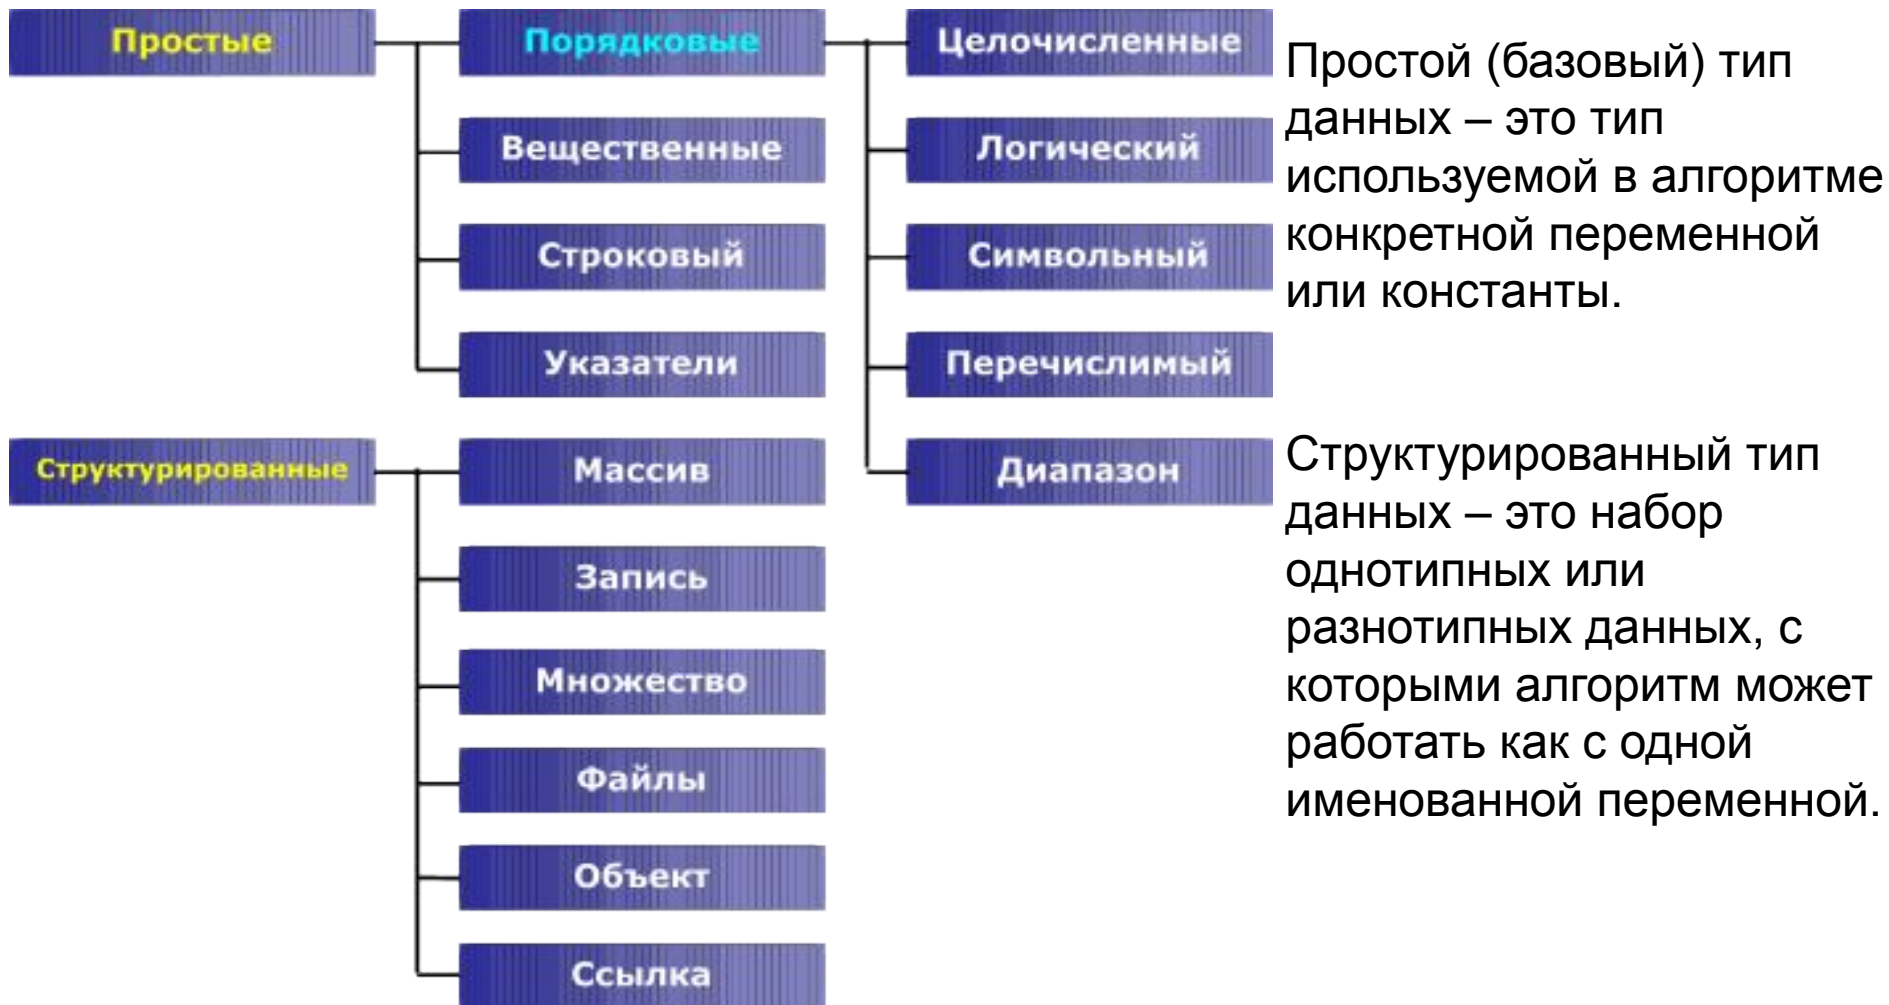 Простые
Порядковые
Целочисленные
Вещественные
Логический
Строковый
Символьный
Указатели
Перечислимый
Структурированные
Массив
Диапазон
Запись
Множество
Файлы
Объект
Ссылка
Простой (базовый) тип
данных – это тип
используемой в алгоритме
конкретной переменной
или константы.
Структурированный тип
данных – это набор
однотипных или
разнотипных данных, с
которыми алгоритм может
работать как с одной
именованной переменной.